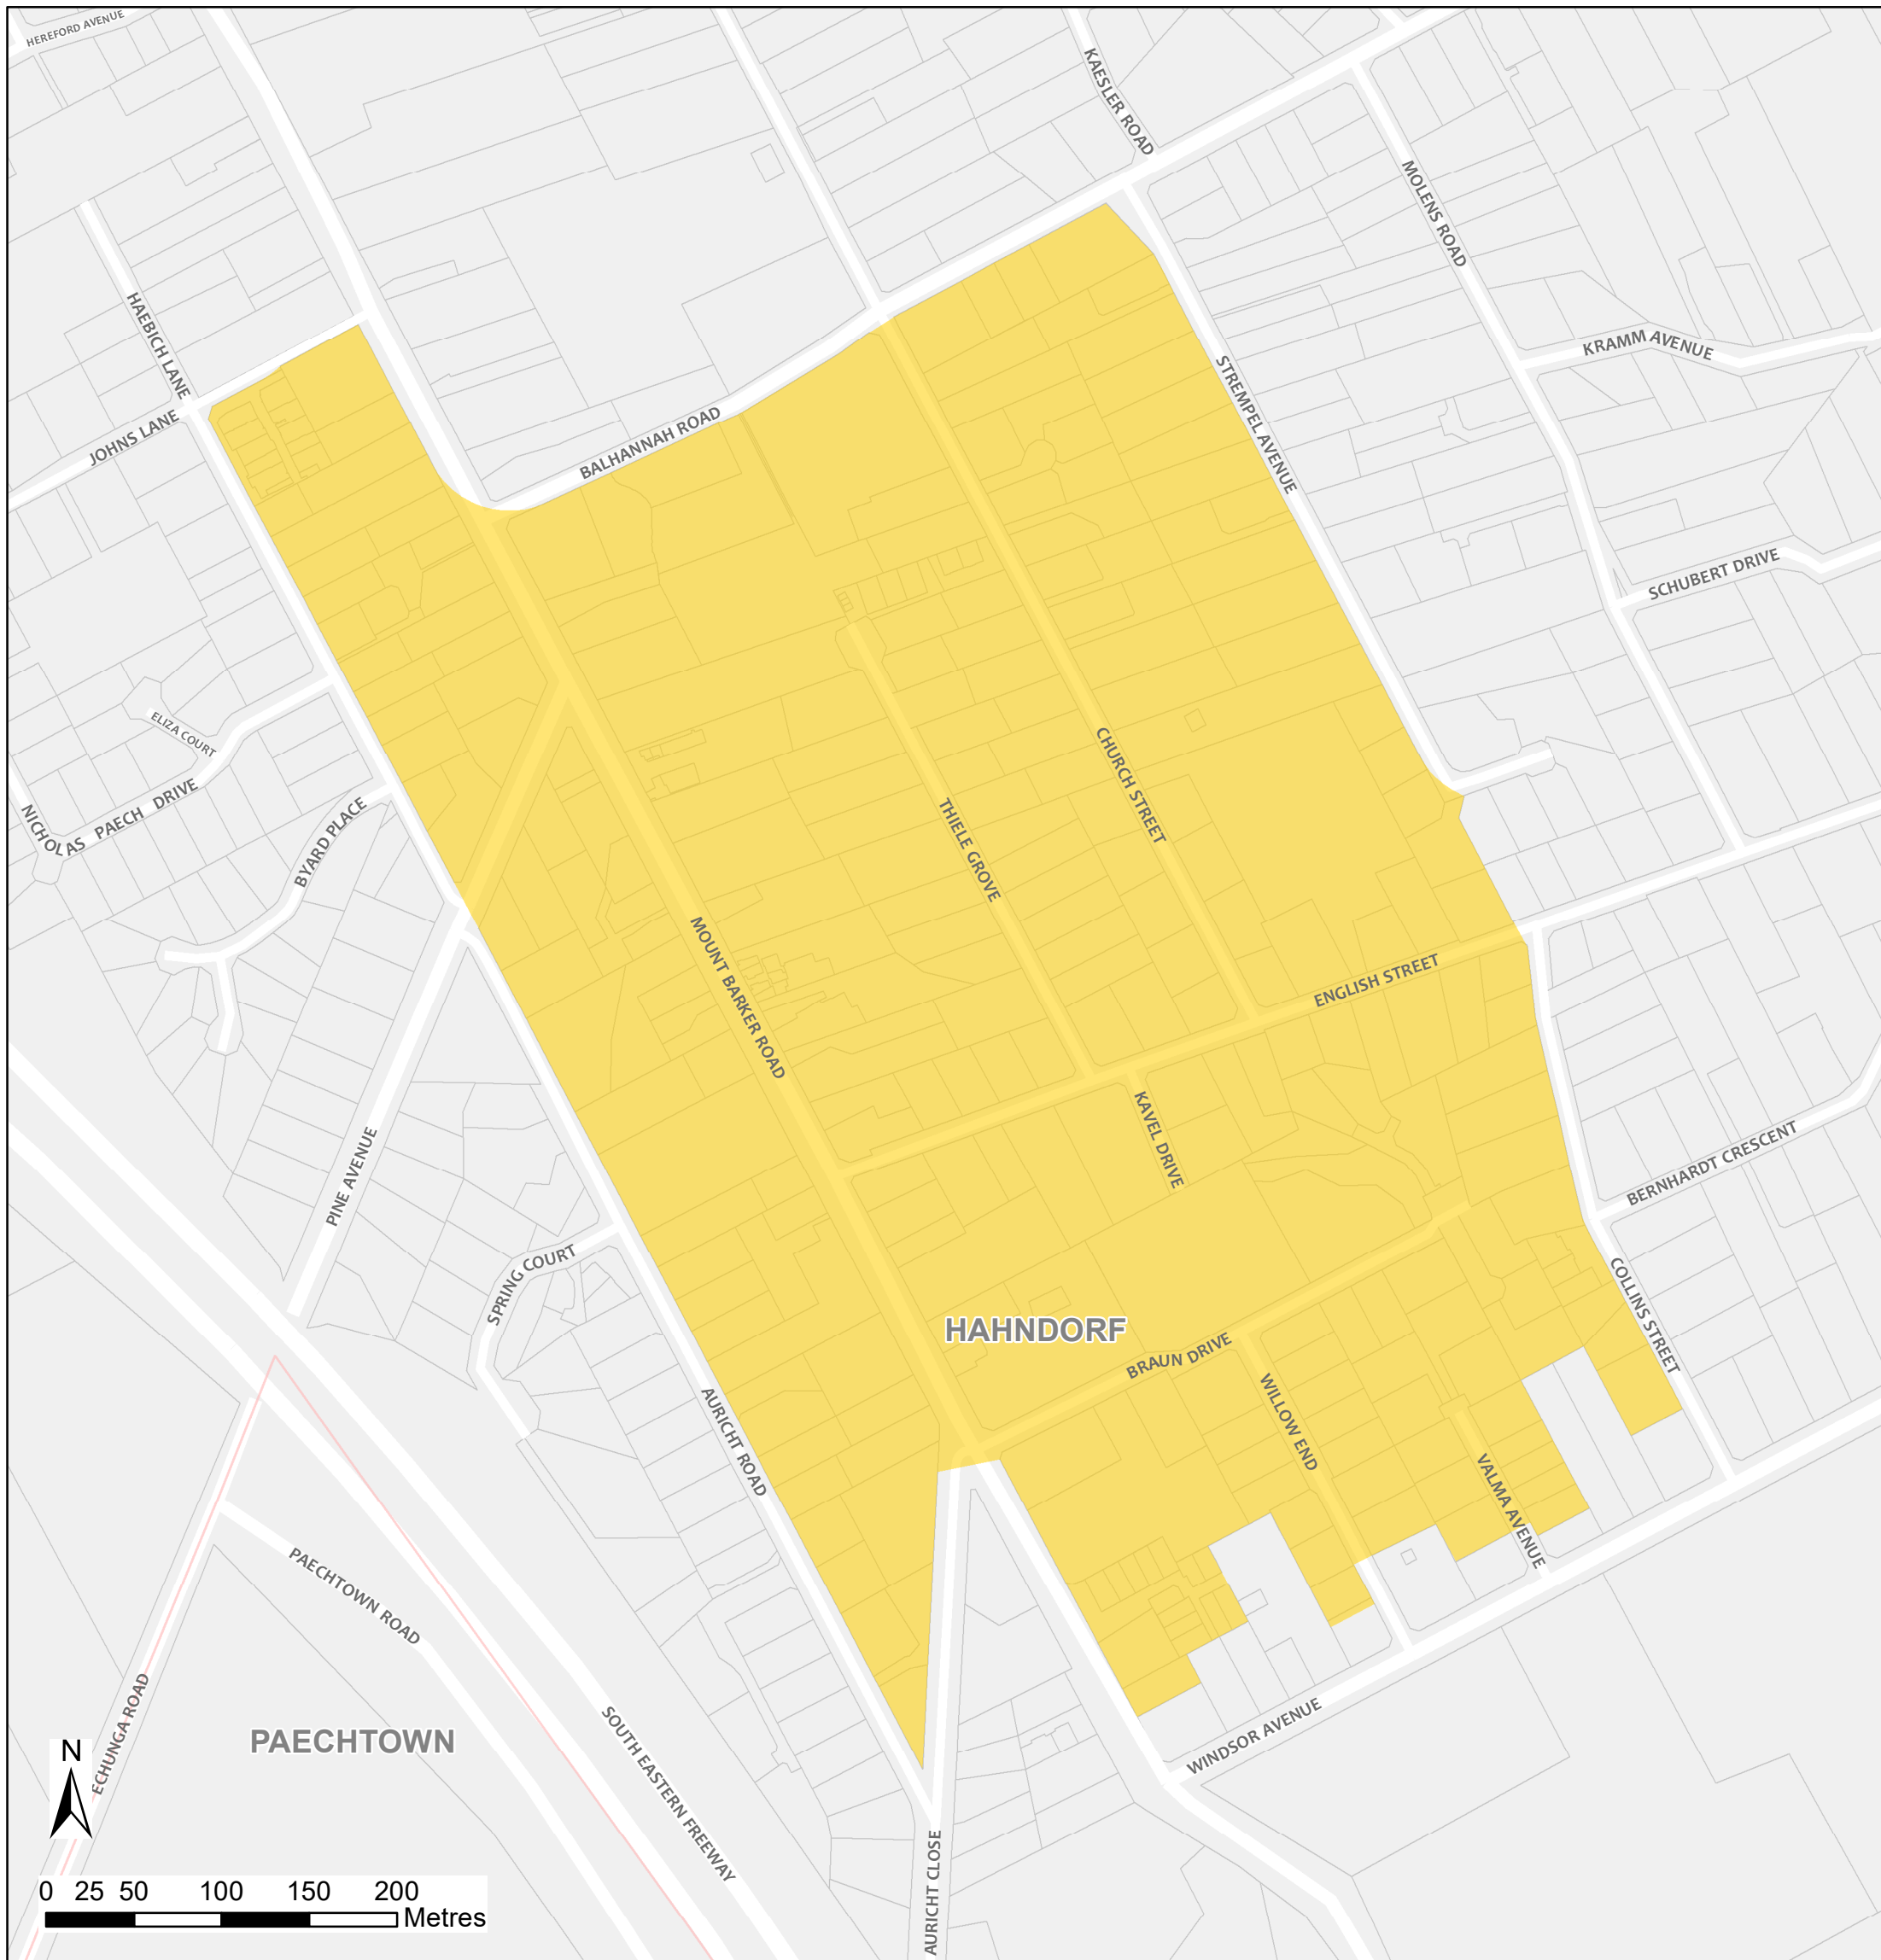 HEREFORD AVENUE
KAESLER ROAD
MOLENS ROAD
HAEBICH LANE
JOHNS LANE
BALHANNAH ROAD
STREMPEL AVENUE
KRAMM AVENUE
SCHUBERT DRIVE
ELIZA COURT
NICHOLAS PAECH DRIVE
BYARD PLACE
CHURCH STREET
THIELE GROVE
MOUNT BARKER ROAD
ENGLISH STREET
KAVEL DRIVE
PINE AVENUE
BERNHARDT CRESCENT
SPRING COURT
COLLINS STREET
HAHNDORF
BRAUN DRIVE
WILLOW END
AURICHT ROAD
VALMA AVENUE
PAECHTOWN ROAD
ECHUNGA ROAD
PAECHTOWN
SOUTH EASTERN FREEWAY
WINDSOR AVENUE
AURICHT CLOSE
N
0 25 50 100 150 200
Metres